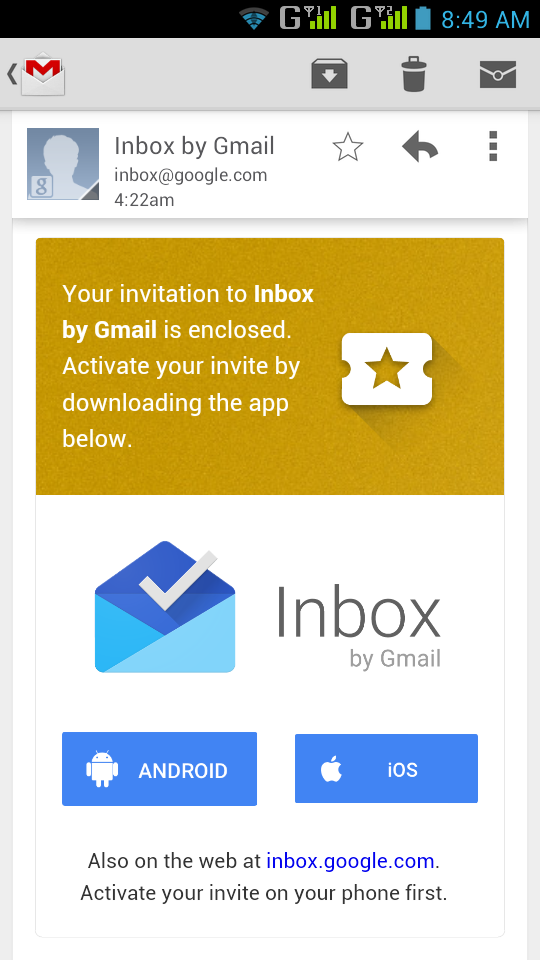 G 1 G 2 8:49 AM
Inbox by Gmail
inbox@google.com
4:22am
g
Your invitation to Inbox
by Gmail is enclosed.
Activate your invite by
downloading the app
below.
Inbox
by Gmail
ANDROID
iOS
Also on the web at inbox.google.com.
Activate your invite on your phone first.